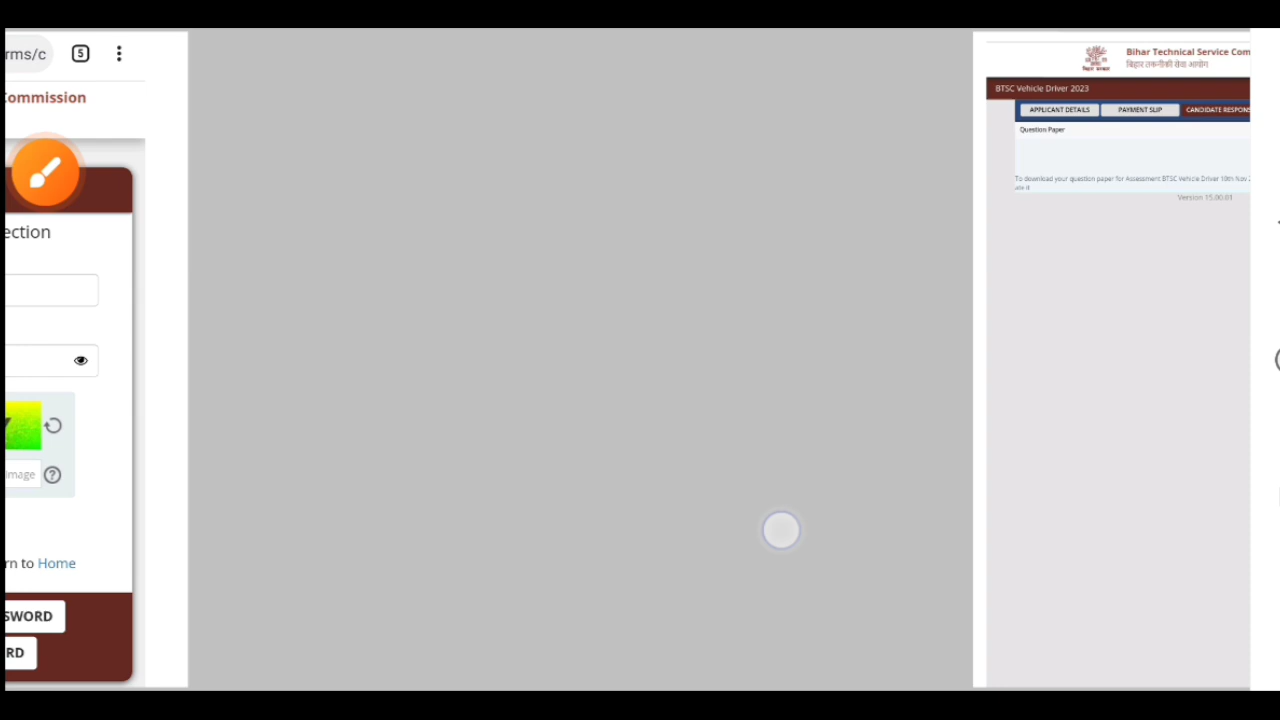 rms/c
5
Commission
ection
image
rn to Home
SWORD
RD
Bihar Technical Service Com
बिहार तकनीकी सेवा आयोग
BTSC Vehicle Driver 2023
APPLICANT DETAILS
PAYMENT SLIP
CANDIDATE RESPONS
Question Paper
To download your question paper for Assessment BTSC Vehicle Driver 10th Nov 2
Version 15.00.01